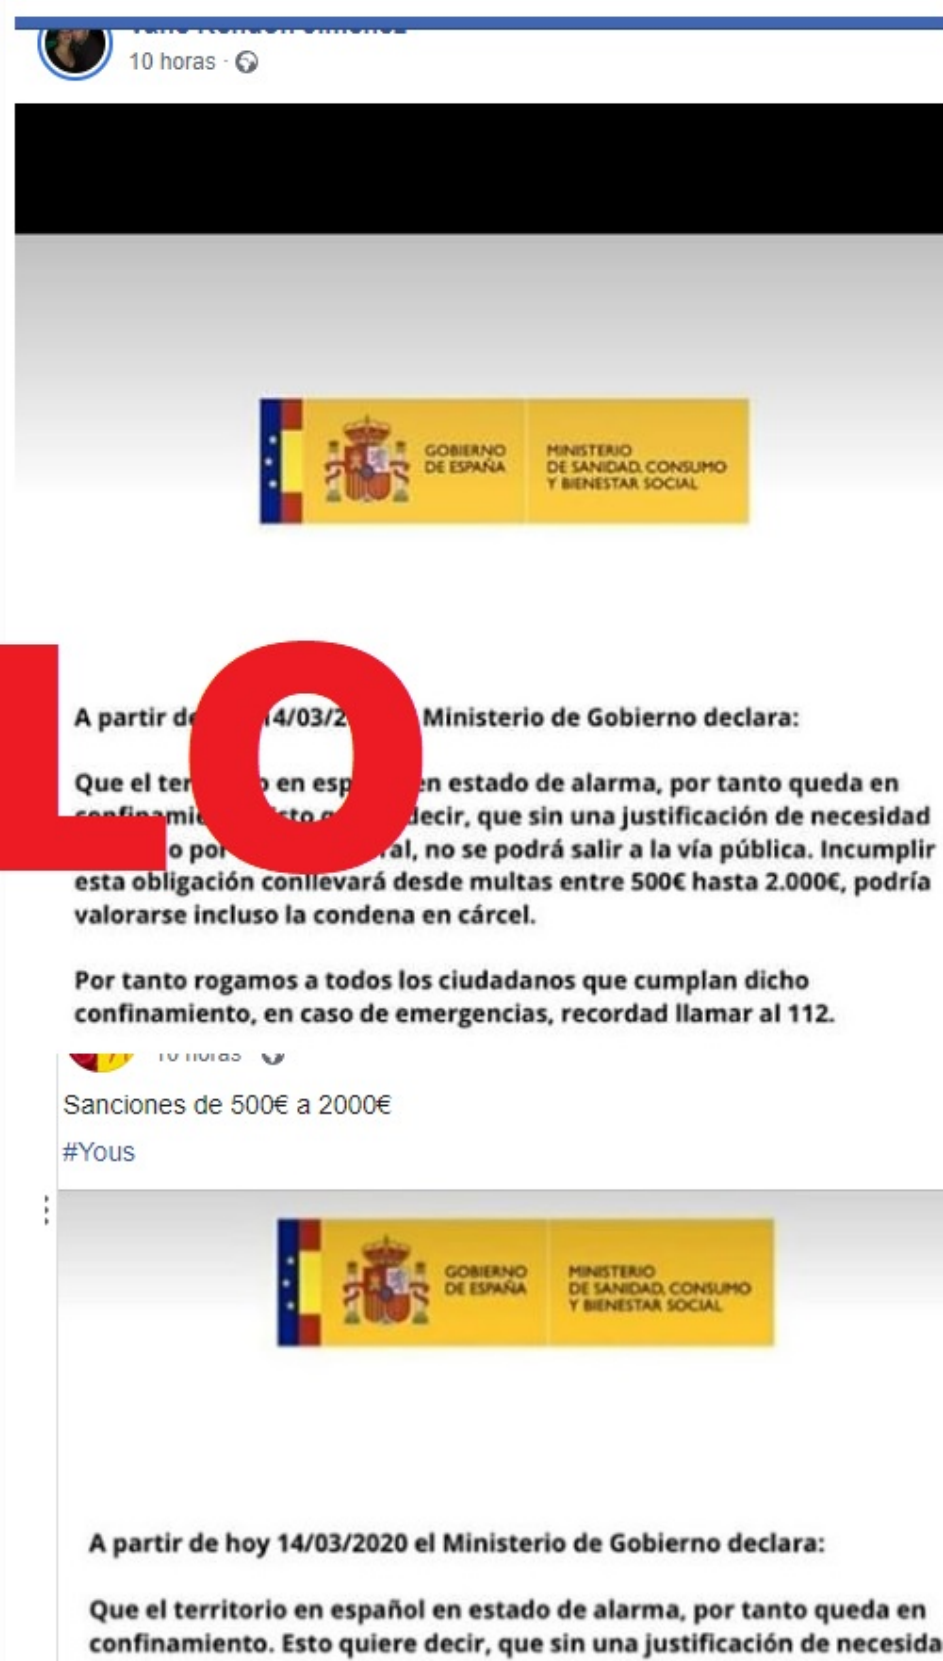 10 horas
GOBIERNO
DE ESPAÑA
MINISTERIO
DE SANIDAD, CONSUMO
Y BIENESTAR SOCIAL
LO
A partir de 14/03/2 Ministerio de Gobierno declara:
Que el ter o en esp en estado de alarma, por tanto queda en
confinamie sto q decir, que sin una justificación de necesidad
o por ral, no se podrá salir a la vía pública. Incumplir
esta obligación conllevará desde multas entre 500€ hasta 2.000€, podría
valorarse incluso la condena en cárcel.
Por tanto rogamos a todos los ciudadanos que cumplan dicho
confinamiento, en caso de emergencias, recordad llamar al 112.
10 horas
Sanciones de 500€ a 2000€
#Yous
GOBIERNO
DE ESPAÑA
MINISTERIO
DE SANIDAD, CONSUMO
Y BIENESTAR SOCIAL
A partir de hoy 14/03/2020 el Ministerio de Gobierno declara:
Que el territorio en español en estado de alarma, por tanto queda en
confinamiento. Esto quiere decir, que sin una justificación de necesida